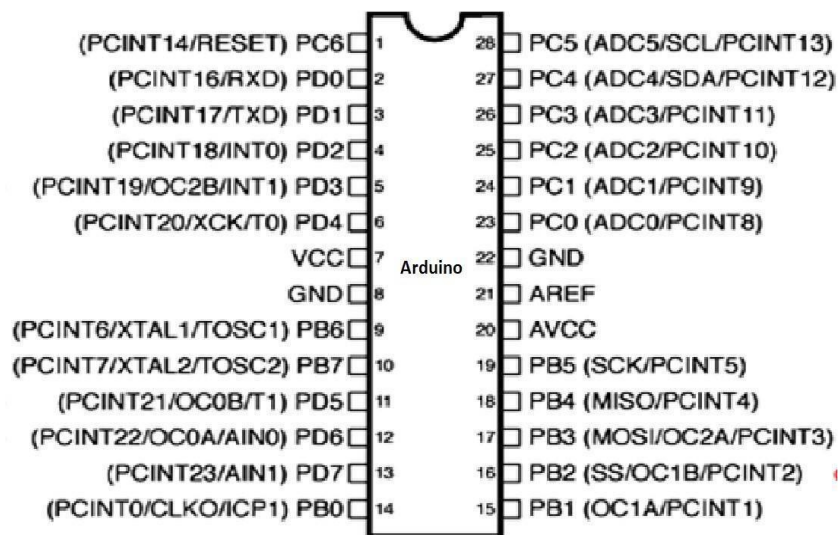 (PCINT14/RESET) PC6 1 28 PC5 (ADC5/SCL/PCINT13)
(PCINT16/RXD) PD0 2 27 PC4 (ADC4/SDA/PCINT12)
(PCINT17/TXD) PD1 3 26 PC3 (ADC3/PCINT11)
(PCINT18/INT0) PD2 4 25 PC2 (ADC2/PCINT10)
(PCINT19/OC2B/INT1) PD3 5 24 PC1 (ADC1/PCINT9)
(PCINT20/XCK/T0) PD4 6 23 PC0 (ADC0/PCINT8)
VCC 7 Arduino 22 GND
GND 8 21 AREF
(PCINT6/XTAL1/TOSC1) PB6 9 20 AVCC
(PCINT7/XTAL2/TOSC2) PB7 10 19 PB5 (SCK/PCINT5)
(PCINT21/OC0B/T1) PD5 11 18 PB4 (MISO/PCINT4)
(PCINT22/OC0A/AIN0) PD6 12 17 PB3 (MOSI/OC2A/PCINT3)
(PCINT23/AIN1) PD7 13 16 PB2 (SS/OC1B/PCINT2)
(PCINT0/CLKO/ICP1) PB0 14 15 PB1 (OC1A/PCINT1)